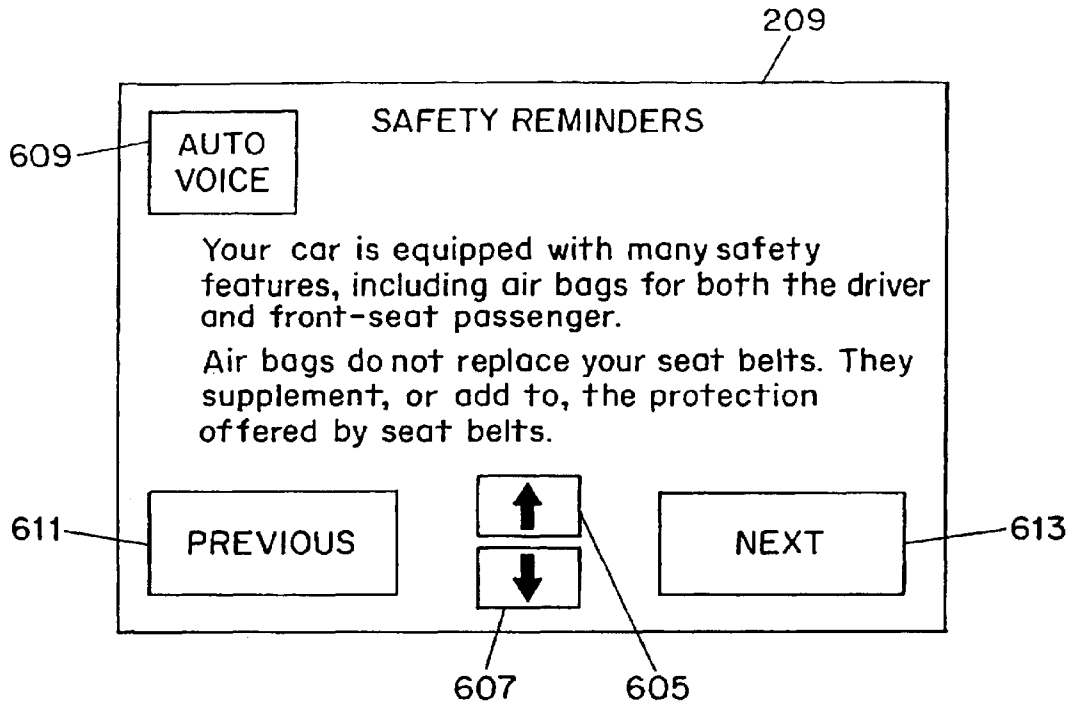 209
SAFETY REMINDERS
609
AUTO
VOICE
Your car is equipped with many safety
features, including air bags for both the driver
and front-seat passenger.
Air bags do not replace your seat belts. They
supplement, or add to, the protection
offered by seat belts.
611
PREVIOUS
NEXT
613
607
605